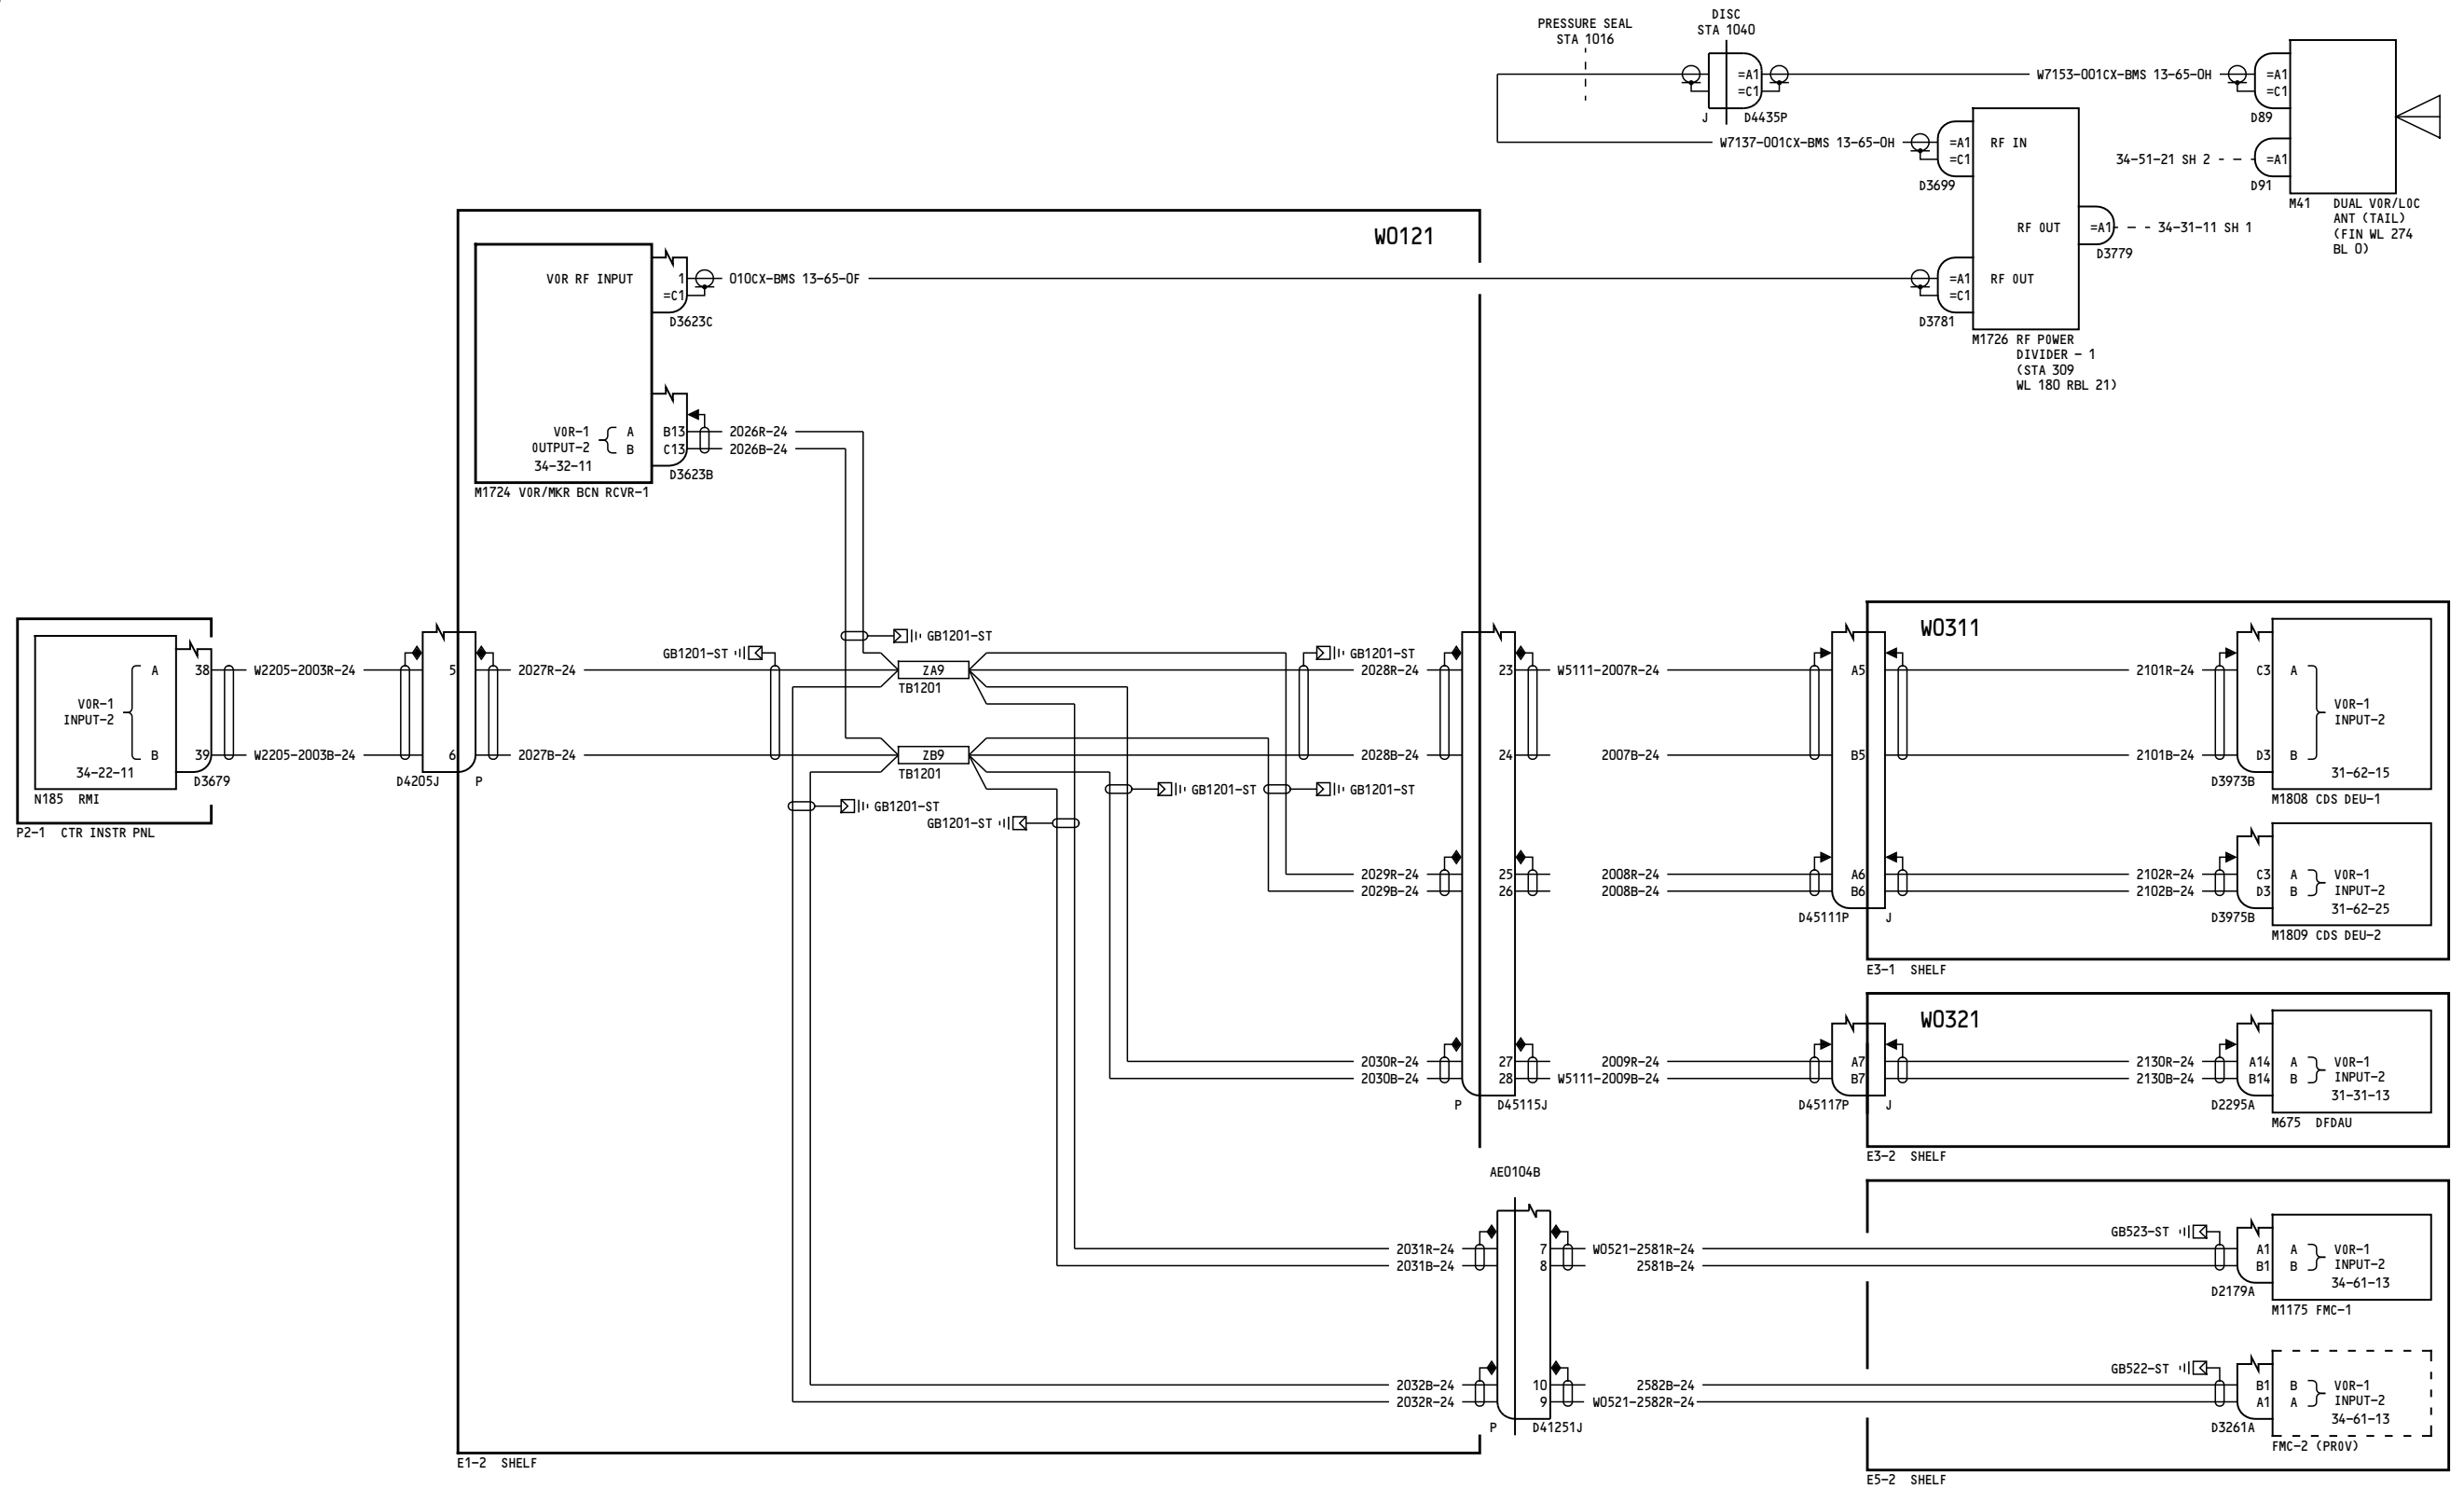 PRESSURE SEAL
STA 1016
DISC
STA 1040
=A1
=C1
J
D4435P
W7153-001CX-BMS 13-65-OH
=A1
=C1
D89
34-51-21 SH 2
=A1
D91
M41
DUAL VOR/LOC
ANT (TAIL)
(FIN WL 274
BL 0)
W7137-001CX-BMS 13-65-OH
=A1
=C1
D3699
RF IN
RF OUT
=A1
34-31-11 SH 1
D3779
=A1
=C1
D3781
RF OUT
M1726 RF POWER
DIVIDER - 1
(STA 309
WL 180 RBL 21)
W0121
VOR RF INPUT
1
=C1
D3623C
010CX-BMS 13-65-OF
VOR-1
OUTPUT-2
34-32-11
A
B
B13
C13
D3623B
2026R-24
2026B-24
M1724 VOR/MKR BCN RCVR-1
A
38
W2205-2003R-24
5
2027R-24
VOR-1
INPUT-2
B
39
W2205-2003B-24
6
2027B-24
34-22-11
D3679
D4205J
P
N185 RMI
P2-1 CTR INSTR PNL
GB1201-ST
GB1201-ST
ZA9
TB1201
ZB9
TB1201
GB1201-ST
GB1201-ST
GB1201-ST
GB1201-ST
GB1201-ST
2028R-24
23
W5111-2007R-24
A5
2101R-24
C3
A
2028B-24
24
2007B-24
B5
2101B-24
D3
B
VOR-1
INPUT-2
31-62-15
D3973B
M1808 CDS DEU-1
W0311
2029R-24
25
2008R-24
A6
2102R-24
C3
A
2029B-24
26
2008B-24
B6
2102B-24
D3
B
VOR-1
INPUT-2
31-62-25
D45111P
J
D3975B
M1809 CDS DEU-2
E3-1 SHELF
W0321
2030R-24
27
2009R-24
A7
2130R-24
A14
A
2030B-24
28
W5111-2009B-24
B7
2130B-24
B14
B
VOR-1
INPUT-2
31-31-13
P
D45115J
D45117P
J
D2295A
M675 DFDAU
E3-2 SHELF
AE0104B
GB523-ST
2031R-24
7
W0521-2581R-24
A1
A
2031B-24
8
2581B-24
B1
B
VOR-1
INPUT-2
34-61-13
D2179A
M1175 FMC-1
GB522-ST
2032B-24
10
2582B-24
B1
B
2032R-24
9
W0521-2582R-24
A1
A
VOR-1
INPUT-2
34-61-13
P
D41251J
D3261A
FMC-2 (PROV)
E1-2 SHELF
E5-2 SHELF